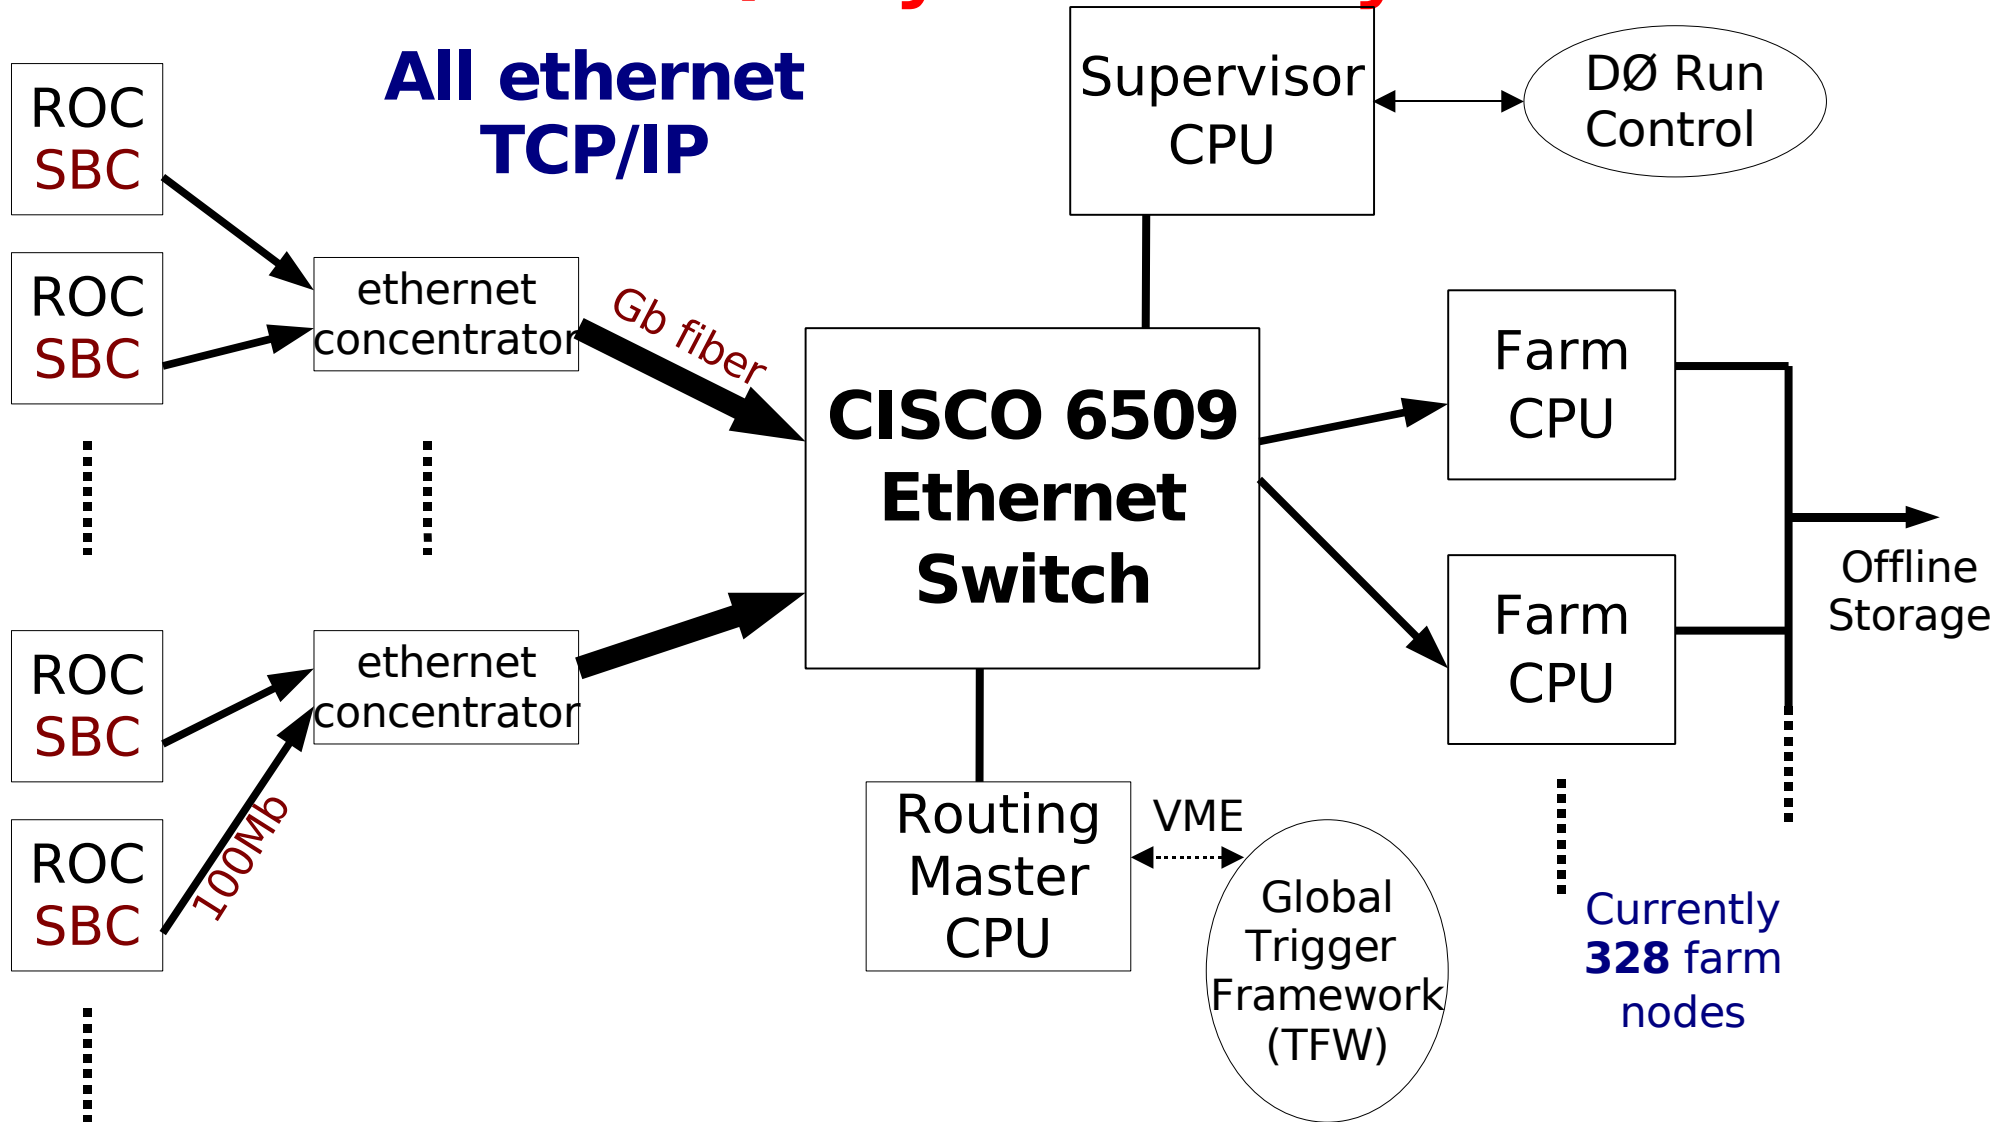 All ethernet
TCP/IP
ROC
SBC
ROC
SBC
ethernet
concentrator
Gb fiber
Supervisor
CPU
DØ Run
Control
CISCO 6509
Ethernet
Switch
Farm
CPU
Farm
CPU
Offline
Storage
ROC
SBC
ethernet
concentrator
ROC
SBC
100Mb
Routing
Master
CPU
VME
Global
Trigger
Framework
(TFW)
Currently
328 farm
nodes